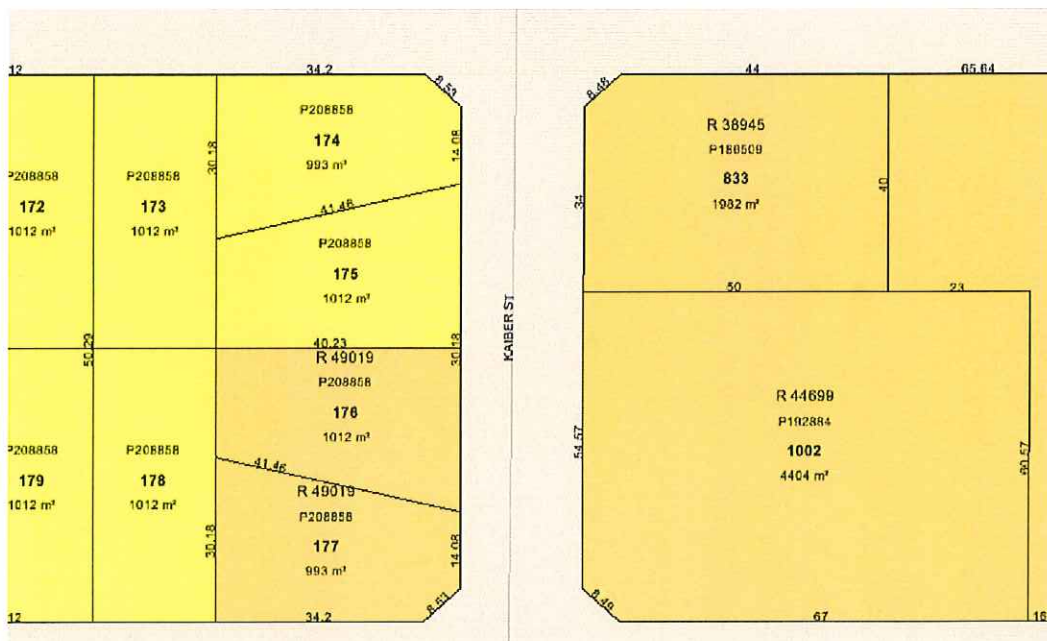 12
34.2
8.53
44
65.64
8.48
P208858
174
993 m²
30.18
14.08
41.46
P208858
172
1012 m²
P208858
173
1012 m²
P208858
175
1012 m²
R 38945
P186509
833
1982 m²
34
40
50
23
50.29
40.23
30.18
KAIBER ST
R 49019
P208858
176
1012 m²
41.46
R 49019
P208858
177
993 m²
30.18
14.08
8.53
P208858
179
1012 m²
P208858
178
1012 m²
R 44699
P192884
1002
4404 m²
54.57
60.57
8.49
12
34.2
67
16